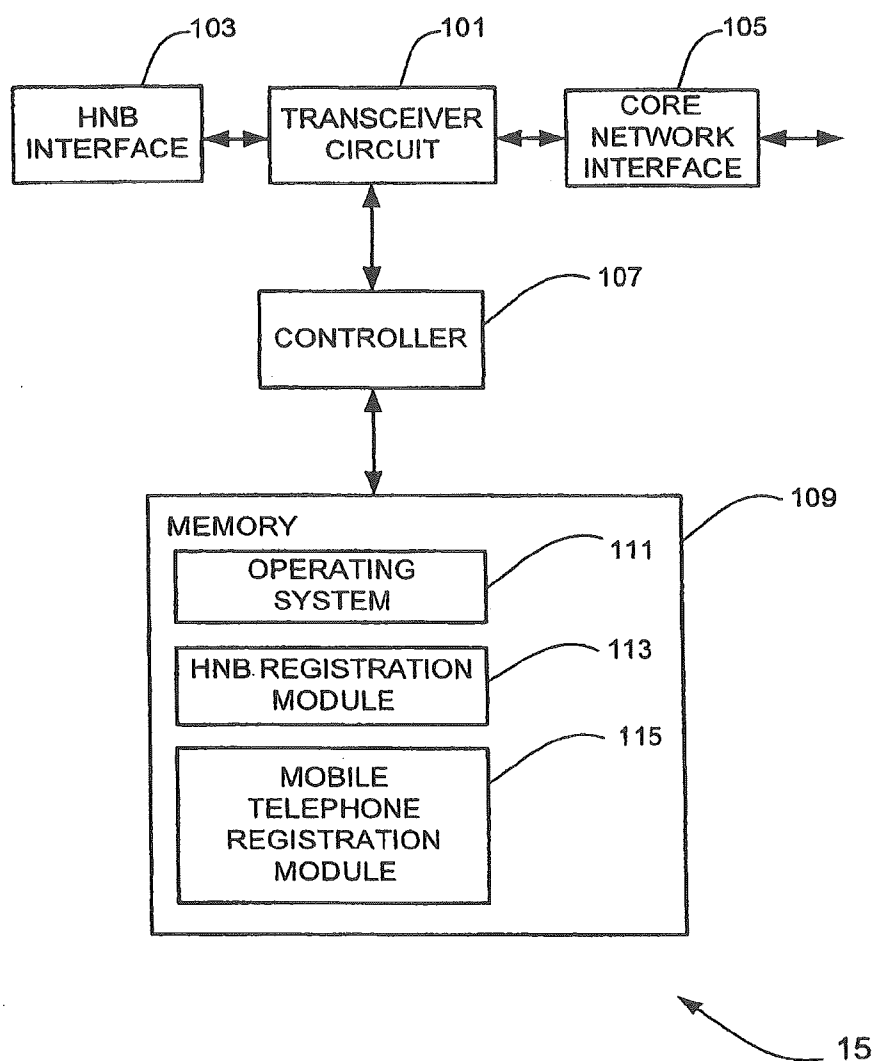 103
101
105
HNB
INTERFACE
TRANSCEIVER
CIRCUIT
CORE
NETWORK
INTERFACE
107
CONTROLLER
109
MEMORY
111
OPERATING
SYSTEM
113
HNB REGISTRATION
MODULE
115
MOBILE
TELEPHONE
REGISTRATION
MODULE
15